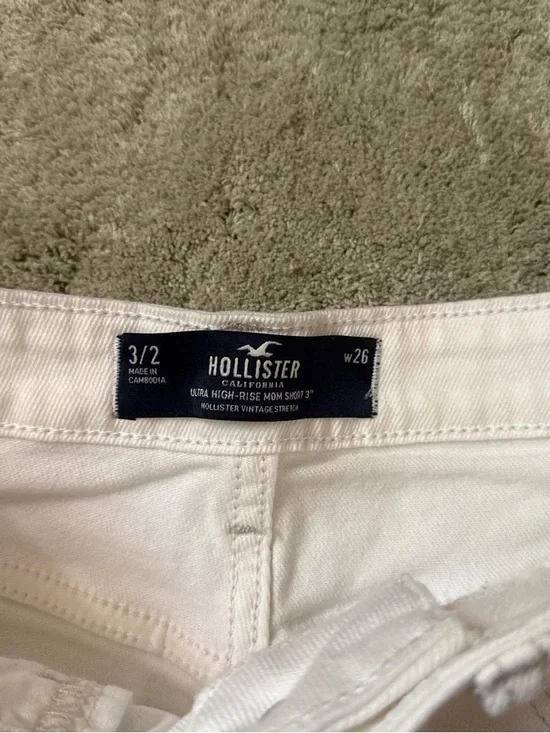 3/2
MADE IN
CAMBODIA
HOLLISTER
CALIFORNIA
ULTRA HIGH-RISE MOM SHORT 3"
HOLLISTER VINTAGE STRETCH
W26